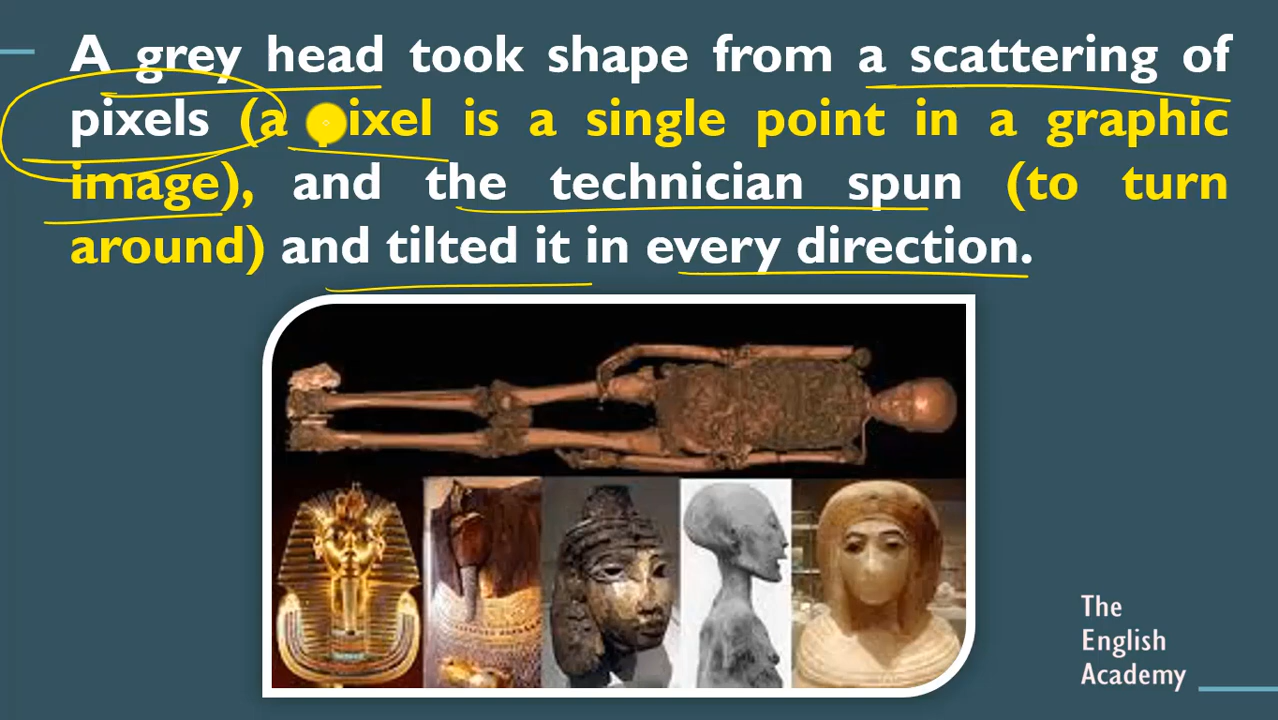 A grey head took shape from a scattering of
pixels (a pixel is a single point in a graphic
image), and the technician spun (to turn
around) and tilted it in every direction.
The
English
Academy